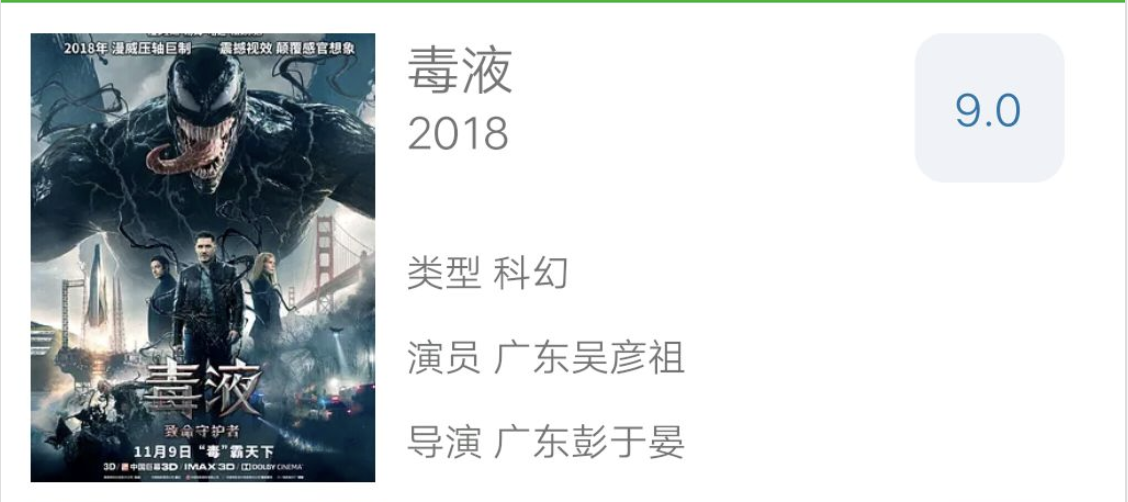 2018年 漫威压轴巨制 震撼视效 颠覆感官想象
毒液
致命守护者
11月9日“毒”霸天下
3D / 中国巨幕3D / IMAX 3D / DOLBY CINEMA
毒液
2018
9.0
类型 科幻
演员 广东吴彦祖
导演 广东彭于晏